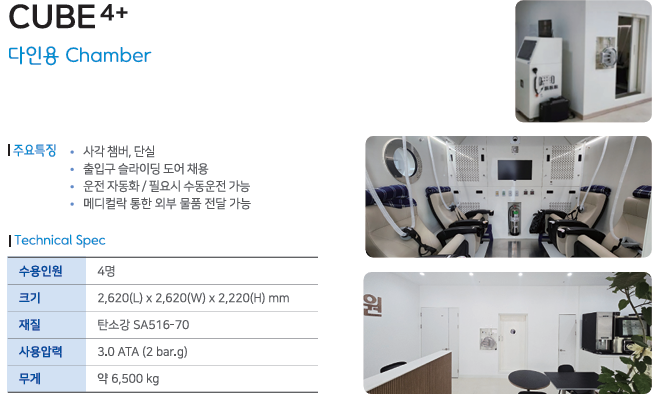 CUBE 4+
다인용 Chamber
주요특징
• 사각 챔버, 단실
• 출입구 슬라이딩 도어 채용
• 운전 자동화 / 필요시 수동운전 가능
• 메디컬락 통한 외부 물품 전달 가능
Technical Spec
수용인원 4명
크기 2,620(L) x 2,620(W) x 2,220(H) mm
재질 탄소강 SA516-70
사용압력 3.0 ATA (2 bar.g)
무게 약 6,500 kg
원